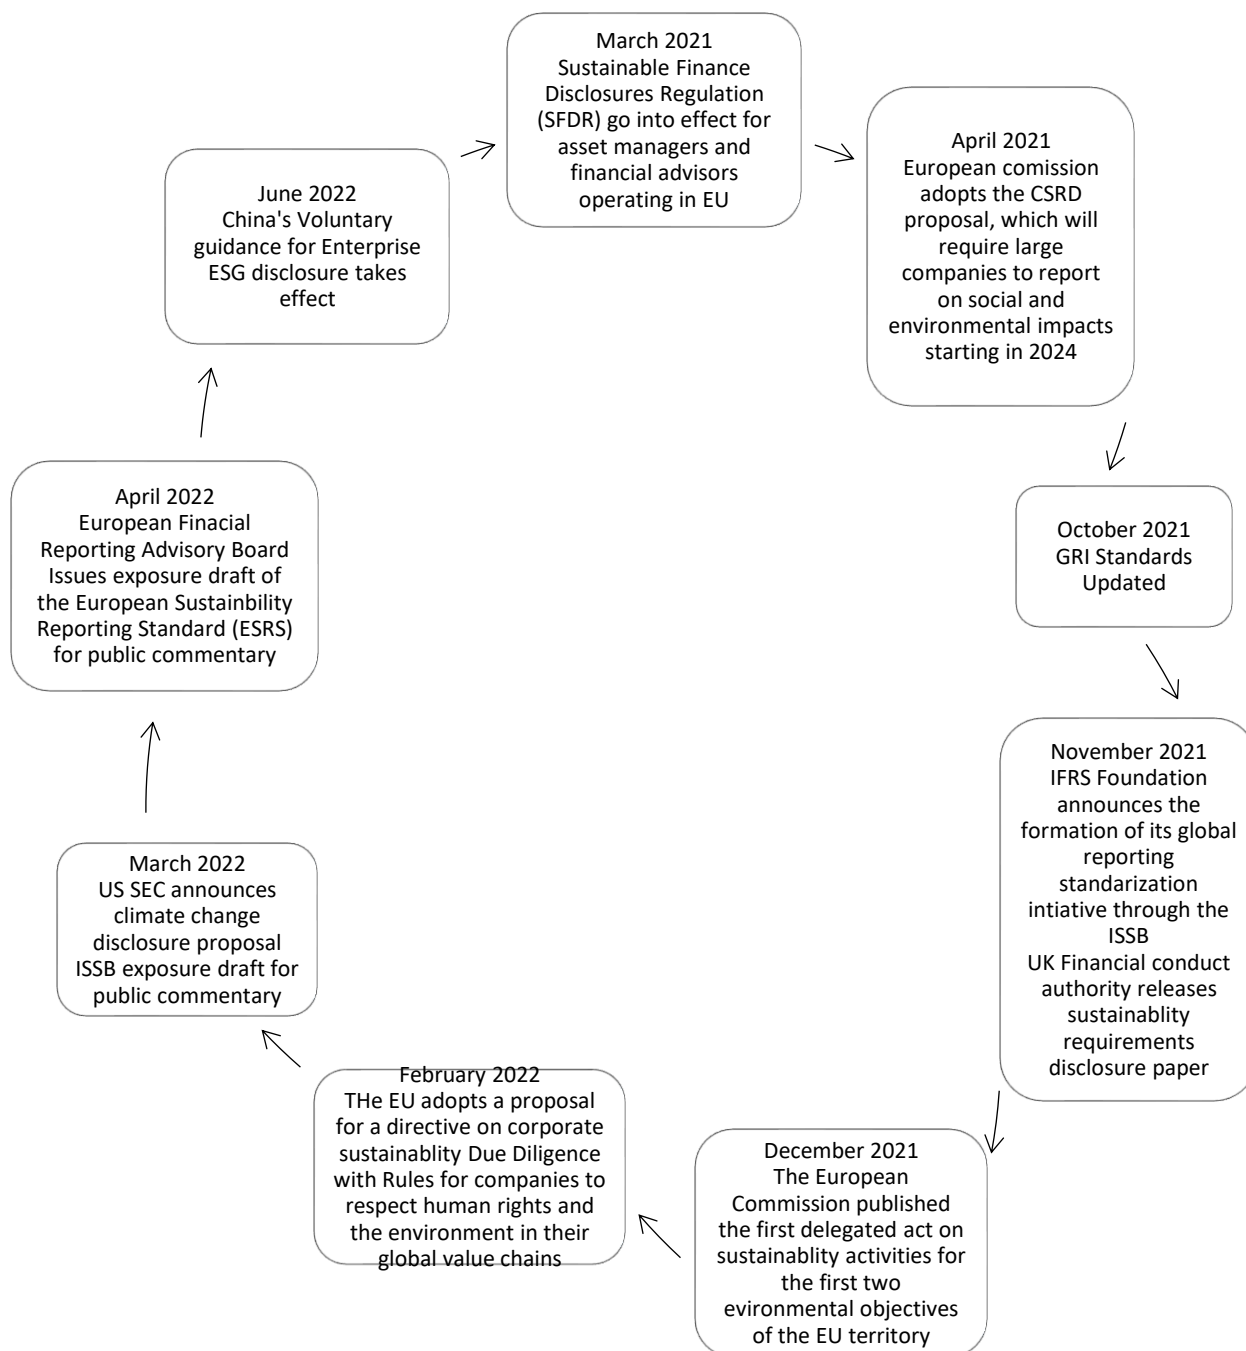 March 2021
Sustainable Finance
Disclosures Regulation
(SFDR) go into effect for
asset managers and
financial advisors
operating in EU
April 2021
European comission
adopts the CSRD
proposal, which will
require large
companies to report
on social and
environmental impacts
starting in 2024
October 2021
GRI Standards
Updated
November 2021
IFRS Foundation
announces the
formation of its global
reporting
standarization
intiative through the
ISSB
UK Financial conduct
authority releases
sustainablity
requirements
disclosure paper
December 2021
The European
Commission published
the first delegated act on
sustainablity activities for
the first two
evironmental objectives
of the EU territory
February 2022
THe EU adopts a proposal
for a directive on corporate
sustainablity Due Diligence
with Rules for companies to
respect human rights and
the environment in their
global value chains
March 2022
US SEC announces
climate change
disclosure proposal
ISSB exposure draft for
public commentary
April 2022
European Finacial
Reporting Advisory Board
Issues exposure draft of
the European Sustainbility
Reporting Standard (ESRS)
for public commentary
June 2022
China's Voluntary
guidance for Enterprise
ESG disclosure takes
effect